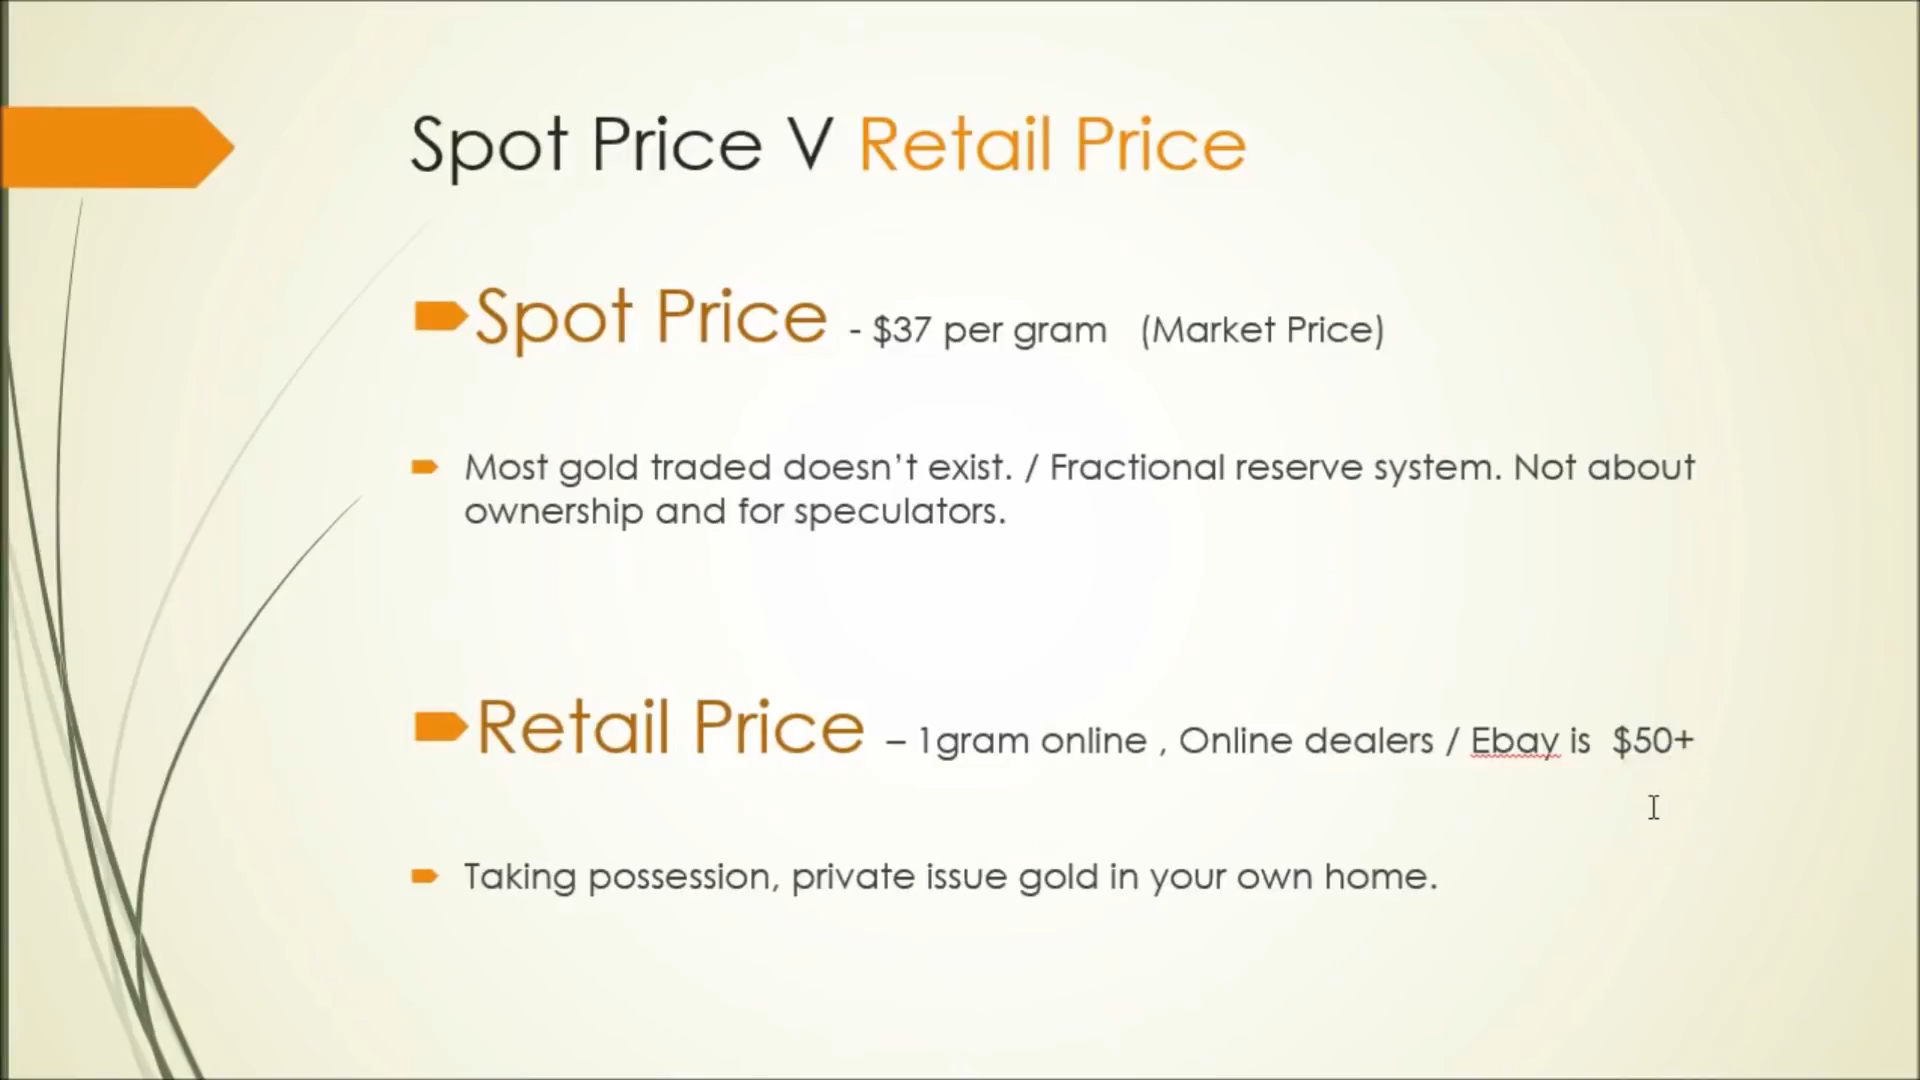 Spot Price V Retail Price
Spot Price - $37 per gram (Market Price)
Most gold traded doesn’t exist. / Fractional reserve system. Not about
ownership and for speculators.
Retail Price – 1gram online , Online dealers / Ebay is $50+
Taking possession, private issue gold in your own home.